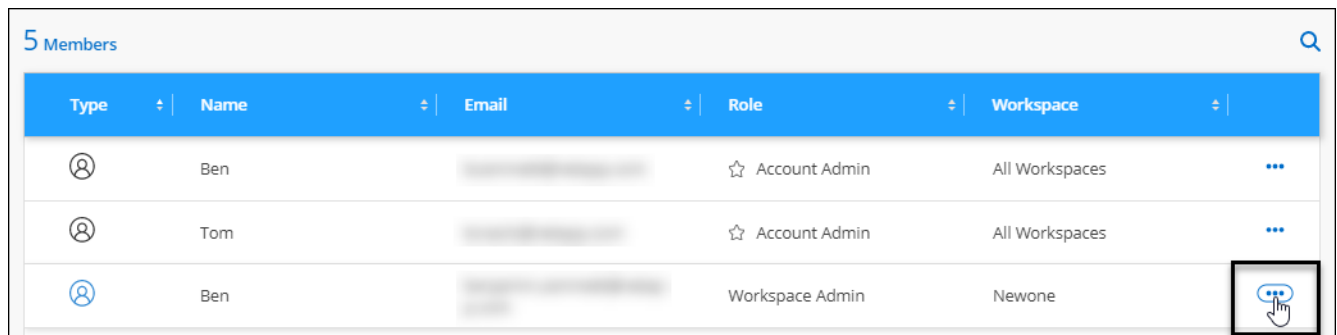 5 Members
Type Name Email Role Workspace
Ben Account Admin All Workspaces
Tom Account Admin All Workspaces
Ben Workspace Admin Newone